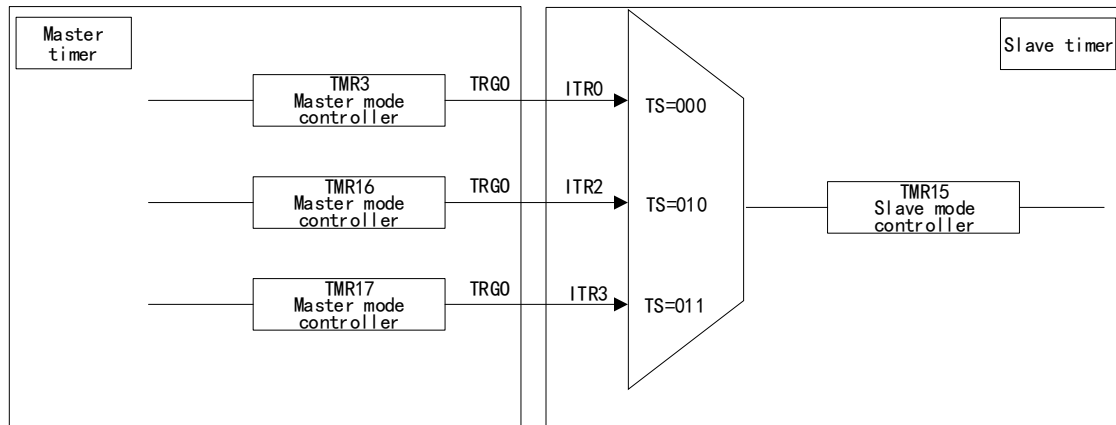 Master
timer
Slave timer
TMR3
Master mode
controller
TRGO
ITR0
TS=000
TMR16
Master mode
controller
TRGO
ITR2
TS=010
TMR15
Slave mode
controller
TMR17
Master mode
controller
TRGO
ITR3
TS=011